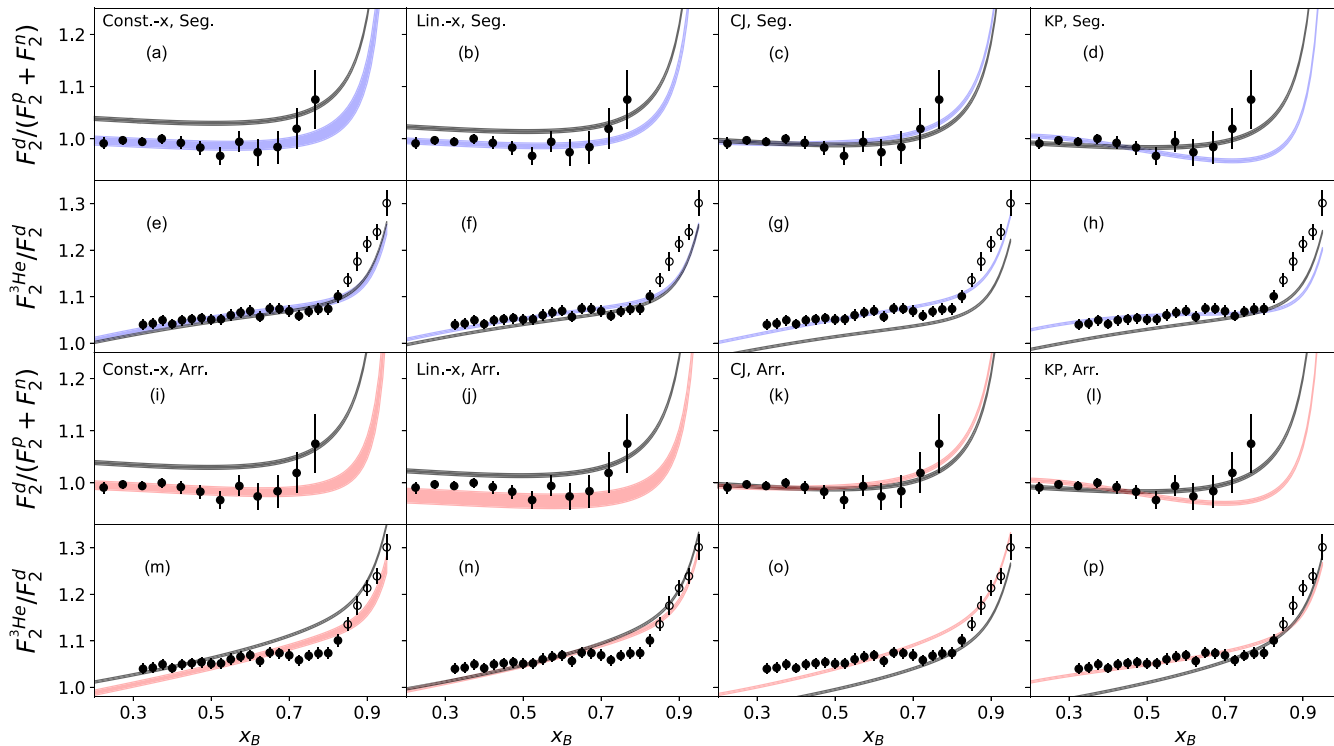 Const.-x, Seg. Lin.-x, Seg. CJ, Seg. KP, Seg.
(a) (b) (c) (d)
F_2^d/(F_2^p + F_2^n)
1.2
1.1
1.0
(e) (f) (g) (h)
F_2^{3He}/F_2^d
1.3
1.2
1.1
1.0
Const.-x, Arr. Lin.-x, Arr. CJ, Arr. KP, Arr.
(i) (j) (k) (l)
F_2^d/(F_2^p + F_2^n)
1.2
1.1
1.0
(m) (n) (o) (p)
F_2^{3He}/F_2^d
1.3
1.2
1.1
1.0
0.3 0.5 0.7 0.9 0.3 0.5 0.7 0.9 0.3 0.5 0.7 0.9 0.3 0.5 0.7 0.9
x_B x_B x_B x_B